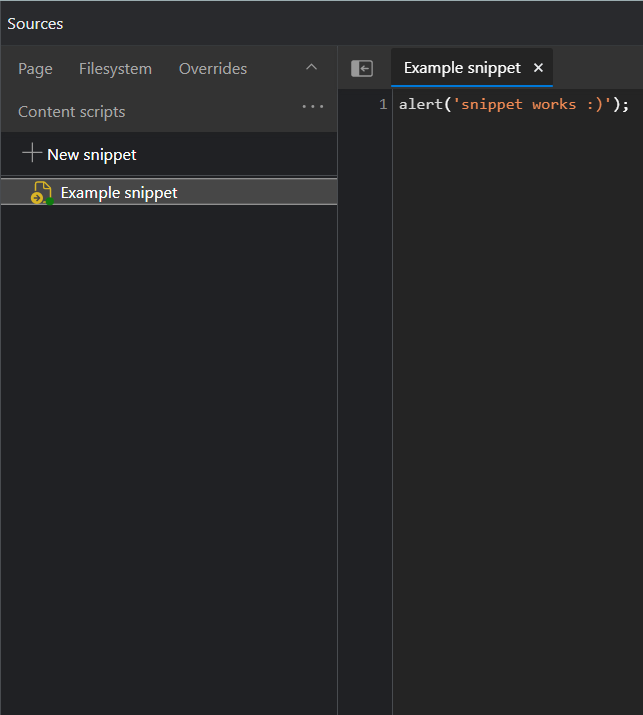 Sources
Page Filesystem Overrides
Content scripts ...
New snippet
Example snippet
Example snippet ×
1 alert('snippet works :)');